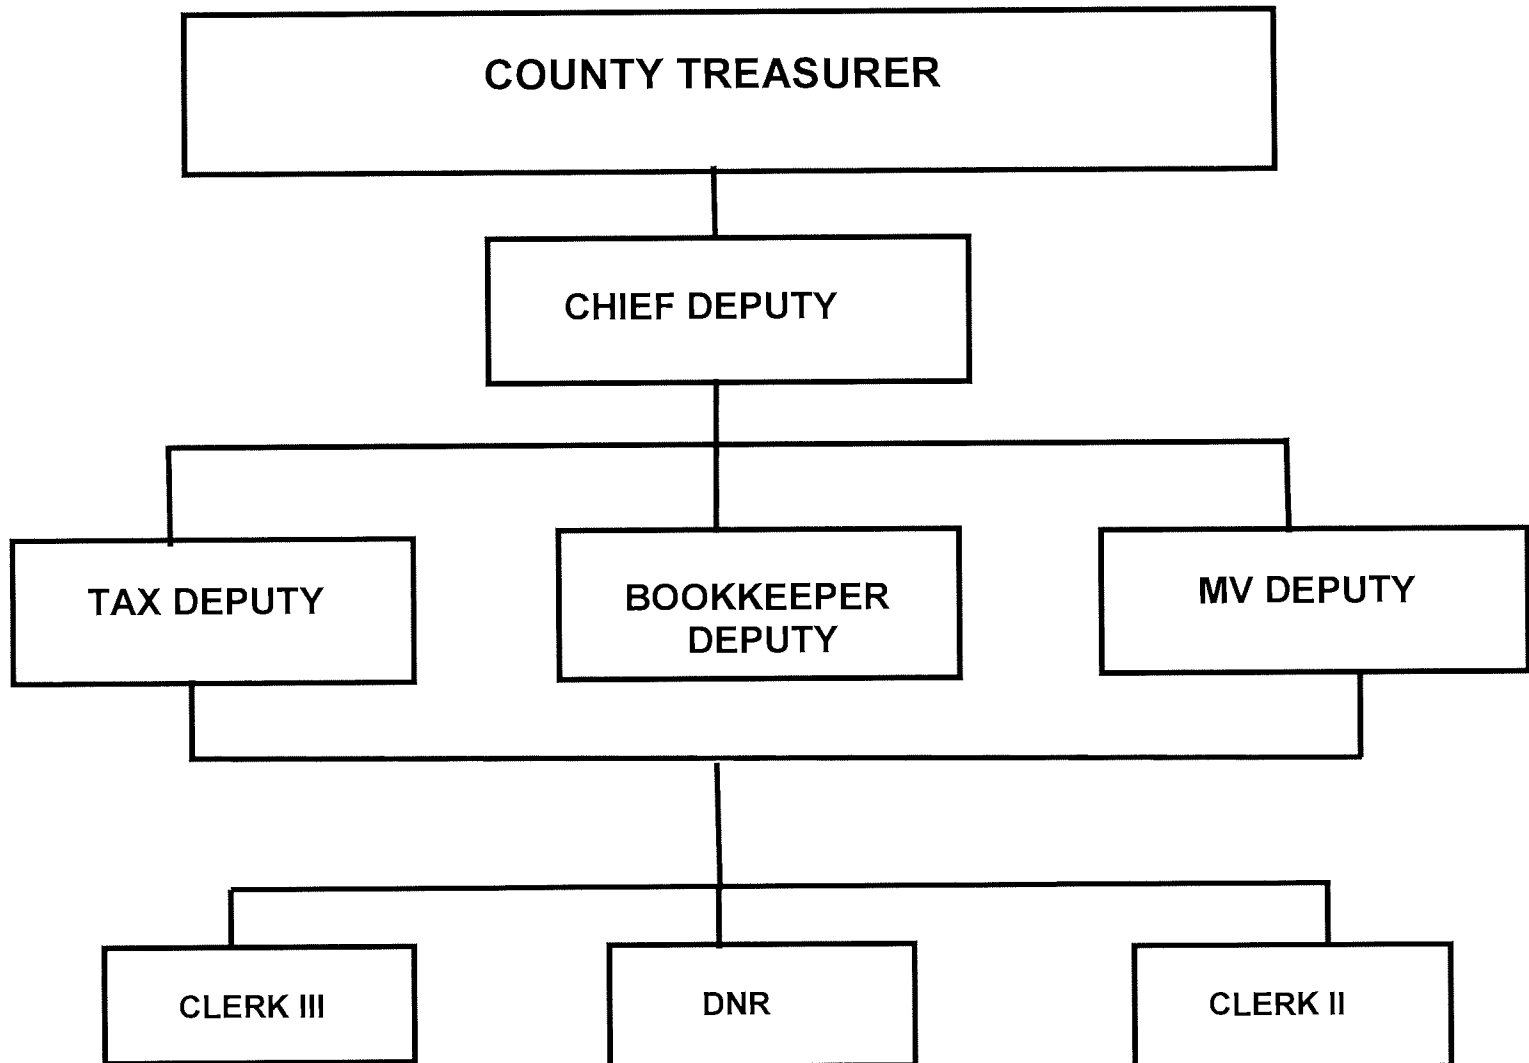 COUNTY TREASURER
CHIEF DEPUTY
TAX DEPUTY
BOOKKEEPER
DEPUTY
MV DEPUTY
CLERK III
DNR
CLERK II